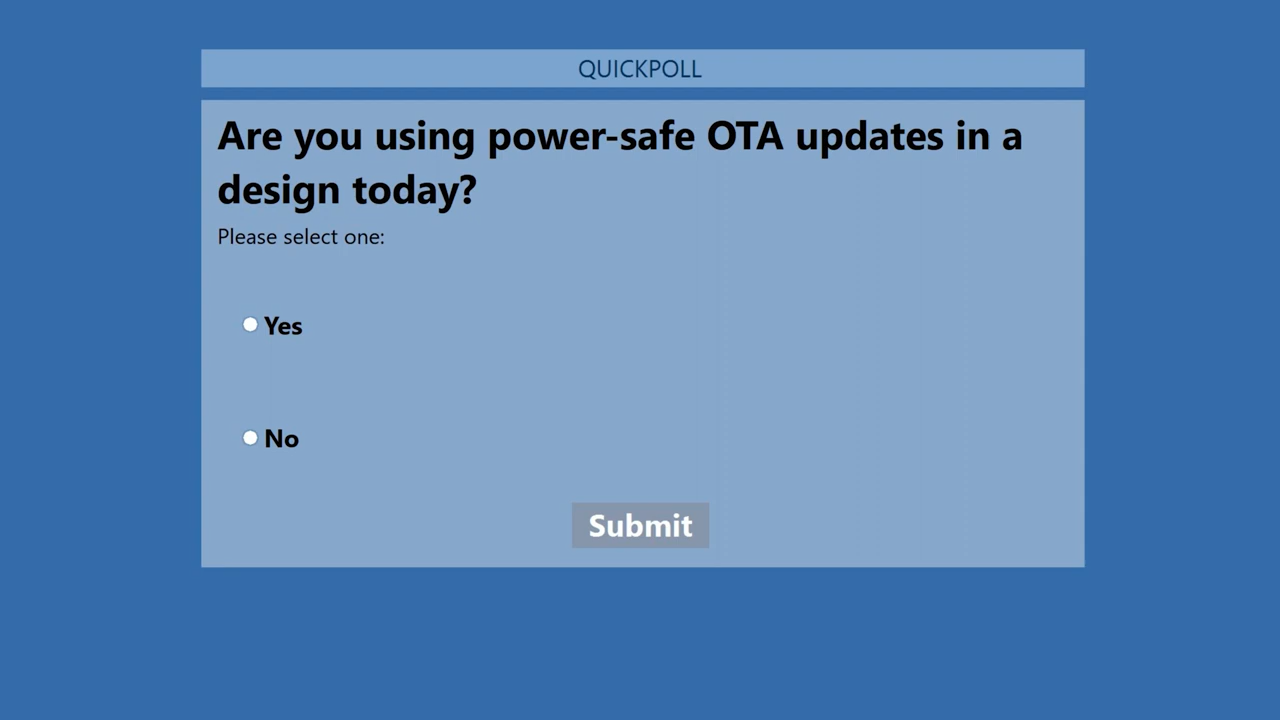 QUICKPOLL
Are you using power-safe OTA updates in a
design today?
Please select one:
Yes
No
Submit